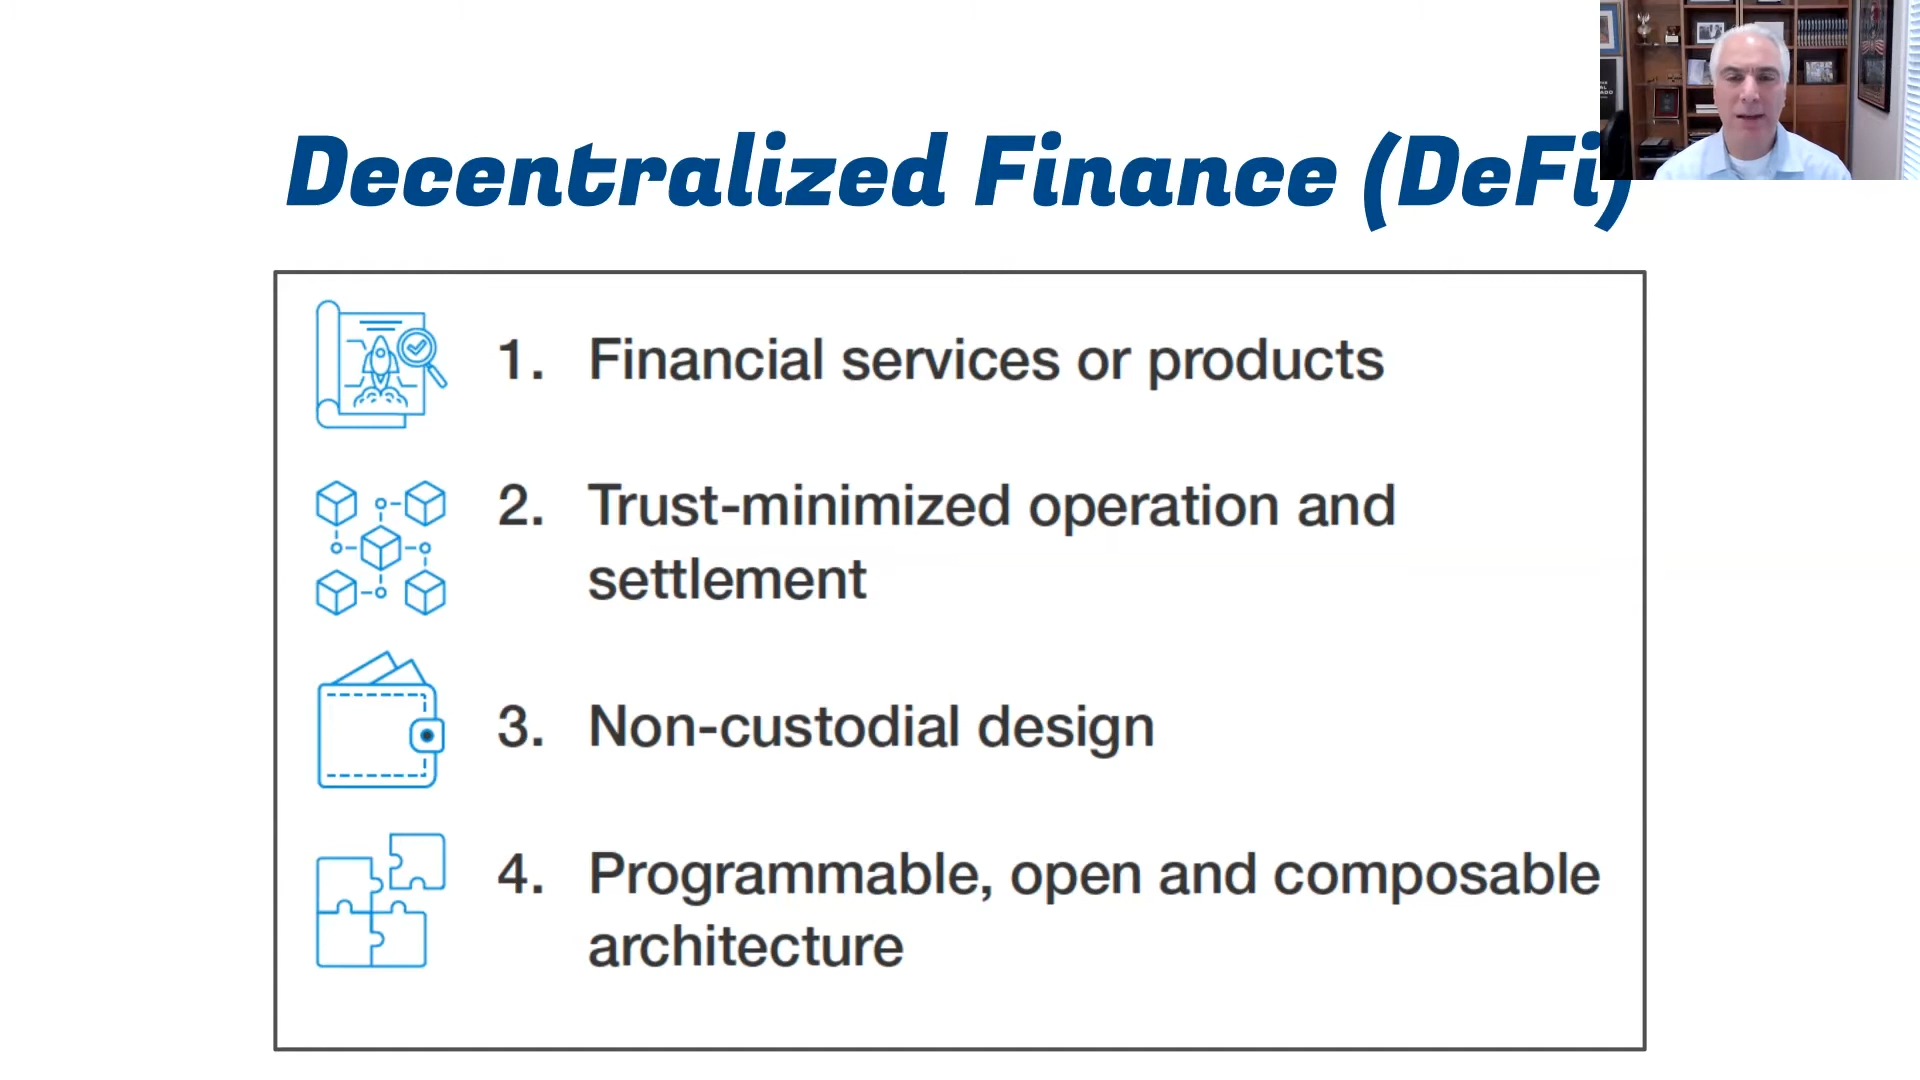 Decentralized Finance (DeFi)
1. Financial services or products
2. Trust-minimized operation and
settlement
3. Non-custodial design
4. Programmable, open and composable
architecture